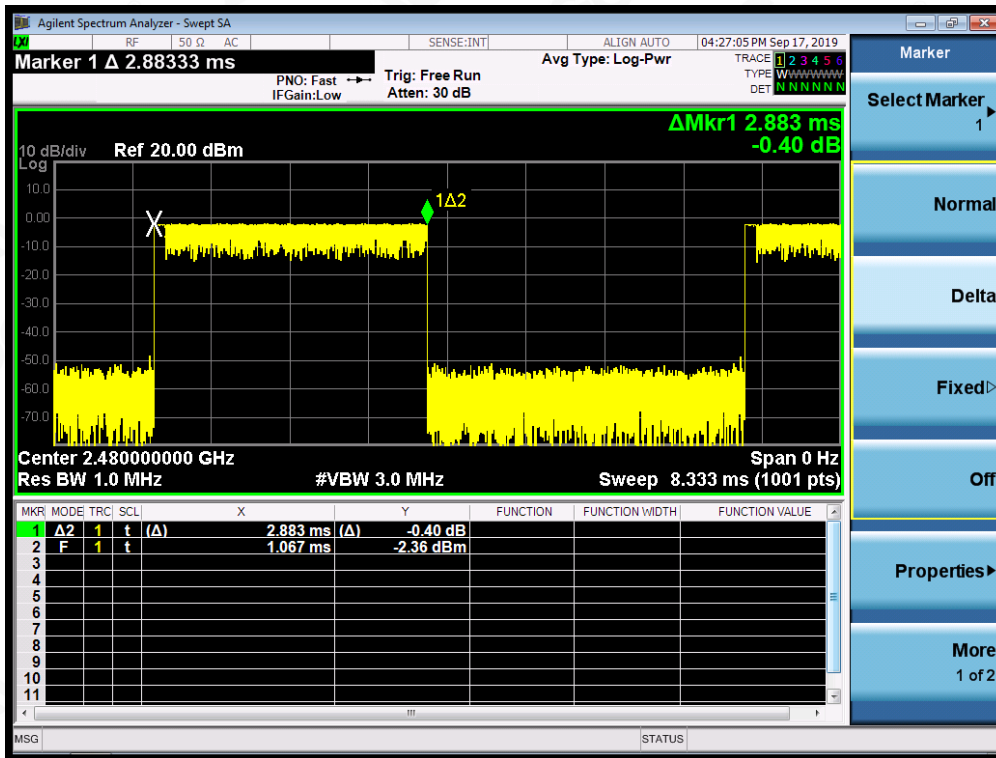 Agilent Spectrum Analyzer - Swept SA
LXI RF 50 Ω AC SENSE:INT ALIGN AUTO 04:27:05 PM Sep 17, 2019
Marker 1 Δ 2.88333 ms
PNO: Fast
IFGain:Low
Trig: Free Run
Atten: 30 dB
Avg Type: Log-Pwr
TRACE 1 2 3 4 5 6
TYPE WWWWWWW
DET N N N N N N
ΔMkr1 2.883 ms
-0.40 dB
10 dB/div Ref 20.00 dBm
Log
10.0
0.00
-10.0
-20.0
-30.0
-40.0
-50.0
-60.0
-70.0
X
1Δ2
Center 2.480000000 GHz Span 0 Hz
Res BW 1.0 MHz #VBW 3.0 MHz Sweep 8.333 ms (1001 pts)
MKR MODE TRC SCL X Y FUNCTION FUNCTION WIDTH FUNCTION VALUE
1 Δ2 1 t (Δ) 2.883 ms (Δ) -0.40 dB
2 F 1 t 1.067 ms -2.36 dBm
3
4
5
6
7
8
9
10
11
MSG STATUS
Marker
Select Marker
1
Normal
Delta
Fixed
Off
Properties
More
1 of 2